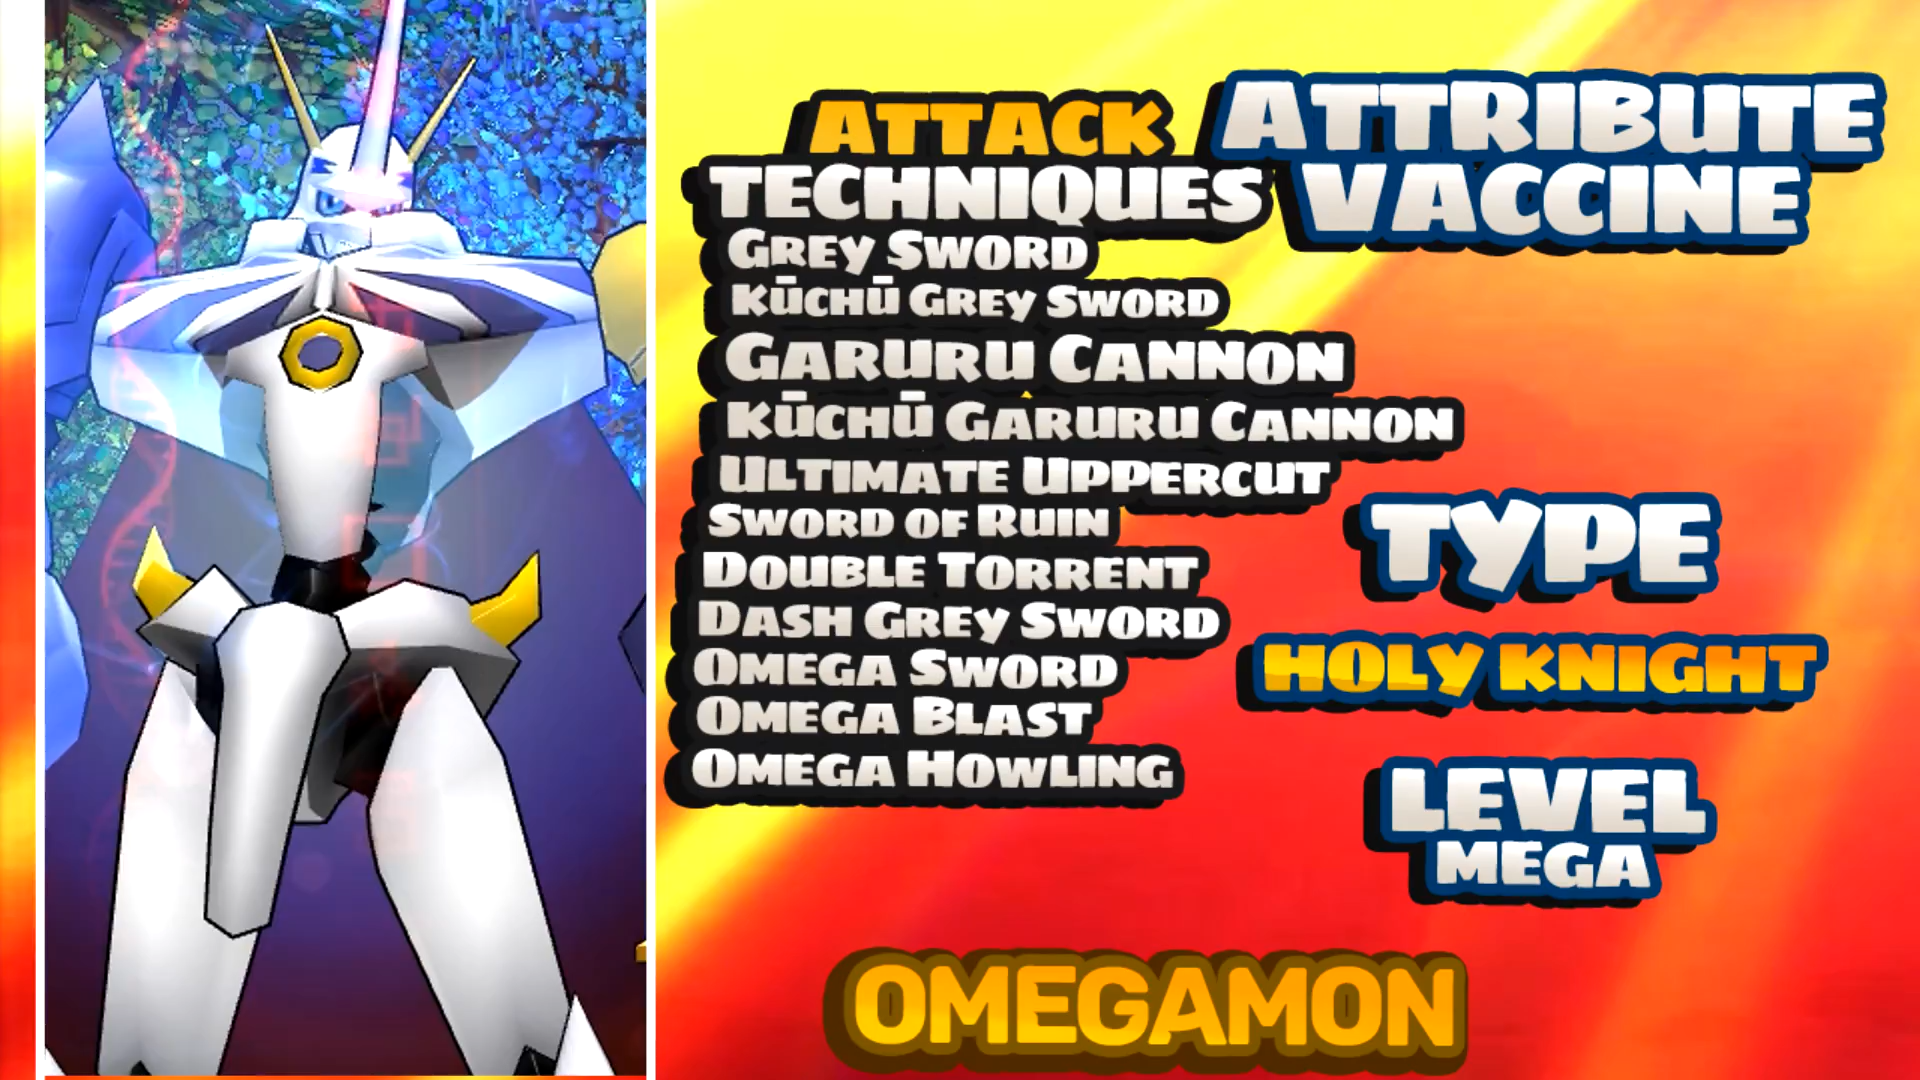 ATTACK
TECHNIQUES
GREY SWORD
KŪCHŪ GREY SWORD
GARURU CANNON
KŪCHŪ GARURU CANNON
ULTIMATE UPPERCUT
SWORD OF RUIN
DOUBLE TORRENT
DASH GREY SWORD
OMEGA SWORD
OMEGA BLAST
OMEGA HOWLING
ATTRIBUTE
VACCINE
TYPE
HOLY KNIGHT
LEVEL
MEGA
OMEGAMON